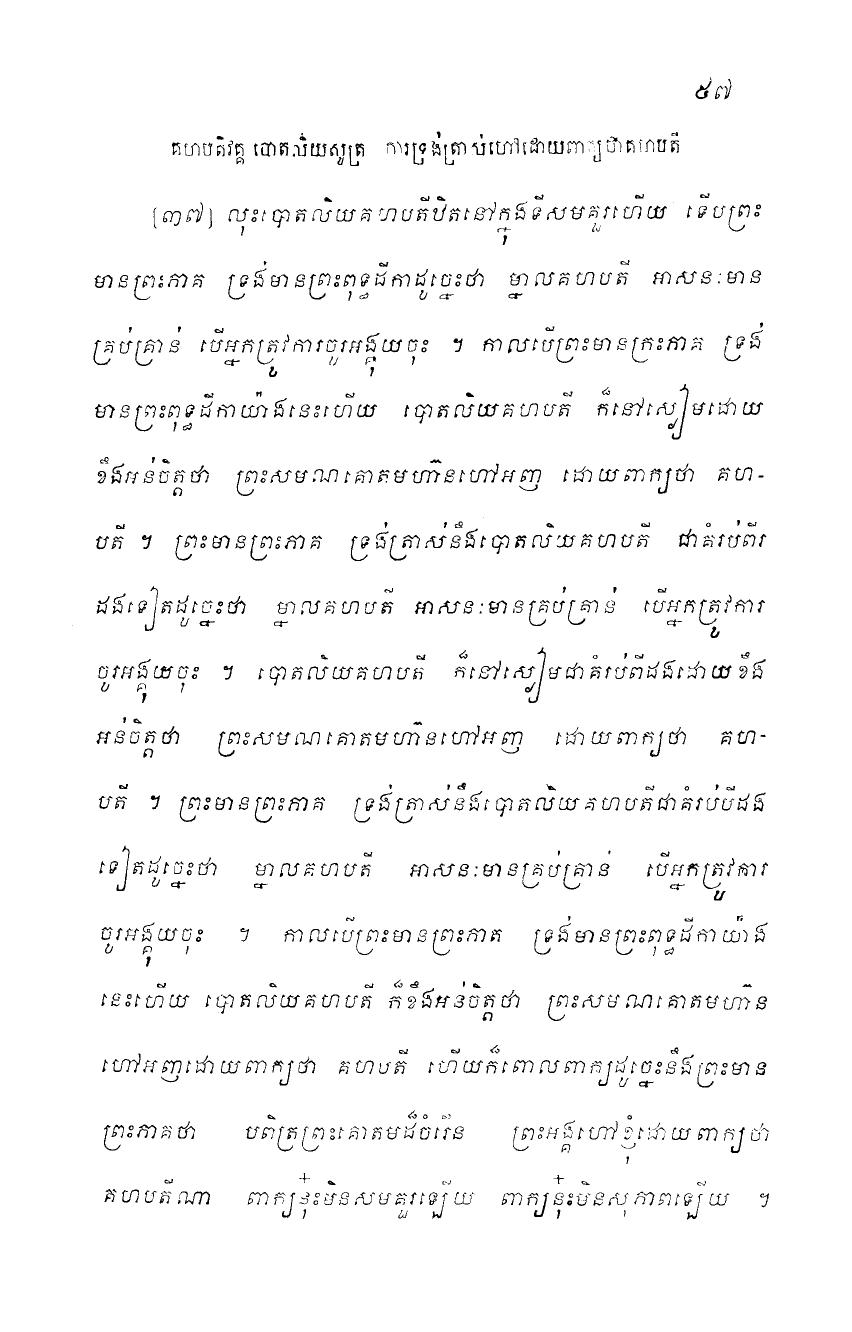 ៥៧
គហបតិវគ្គ បោតលិយសូត្រ ការទ្រង់ត្រាស់ហៅដោយពាក្យថាគហបតី
[៣៧] លុះបោតលិយគហបតីឋិតនៅក្នុងទីសមគួរហើយ ទើបព្រះ
មានព្រះភាគ ទ្រង់មានព្រះពុទ្ធដីកាដូច្នេះថា ម្នាលគហបតី អាសនៈមាន
គ្រប់គ្រាន់ បើអ្នកត្រូវការចូរអង្គុយចុះ ។ កាលបើព្រះមានព្រះភាគ ទ្រង់
មានព្រះពុទ្ធដីកាយ៉ាងនេះហើយ បោតលិយគហបតី ក៏នៅស្ងៀមដោយ
ខឹងអន់ចិត្តថា ព្រះសមណគោតមហ៊ានហៅអញ ដោយពាក្យថា គហ-
បតី ។ ព្រះមានព្រះភាគ ទ្រង់ត្រាស់នឹងបោតលិយគហបតី ជាគំរប់ពីរ
ដងទៀតដូច្នេះថា ម្នាលគហបតី អាសនៈមានគ្រប់គ្រាន់ បើអ្នកត្រូវការ
ចូរអង្គុយចុះ ។ បោតលិយគហបតី ក៏នៅស្ងៀមជាគំរប់ពីដងដោយខឹង
អន់ចិត្តថា ព្រះសមណគោតមហ៊ានហៅអញ ដោយពាក្យថា គហ-
បតី ។ ព្រះមានព្រះភាគ ទ្រង់ត្រាស់នឹងបោតលិយគហបតីជាគំរប់បីដង
ទៀតដូច្នេះថា ម្នាលគហបតី អាសនៈមានគ្រប់គ្រាន់ បើអ្នកត្រូវការ
ចូរអង្គុយចុះ ។ កាលបើព្រះមានព្រះភាគ ទ្រង់មានព្រះពុទ្ធដីកាយ៉ាង
នេះហើយ បោតលិយគហបតី ក៏ខឹងអន់ចិត្តថា ព្រះសមណគោតមហ៊ាន
ហៅអញដោយពាក្យថា គហបតី ហើយក៏ពោលពាក្យដូច្នេះនឹងព្រះមាន
ព្រះភាគថា បពិត្រព្រះគោតមដ៏ចំរើន ព្រះអង្គហៅខ្ញុំដោយពាក្យថា
គហបតីណា ពាក្យនុ៎ះមិនសមគួរឡើយ ពាក្យនុ៎ះមិនសុភាពឡើយ ។